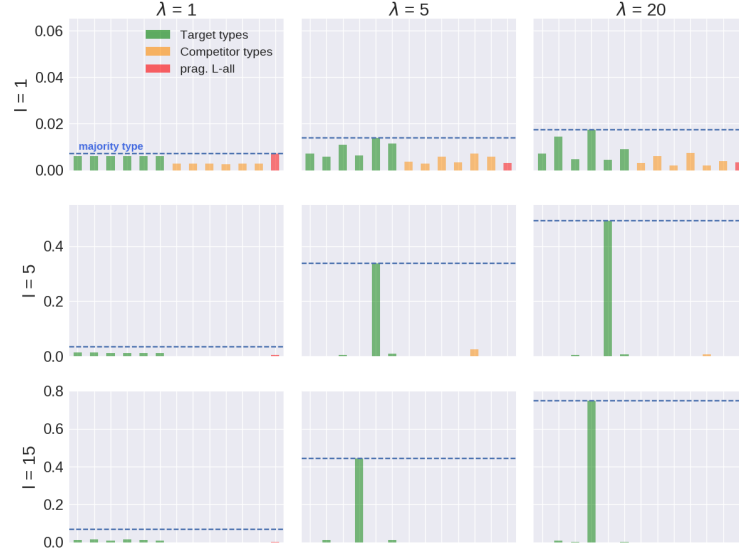 λ = 1
λ = 5
λ = 20
l = 1
0.06
0.04
0.02
0.00
Target types
Competitor types
prag. L-all
majority type
l = 5
0.4
0.2
0.0
l = 15
0.8
0.6
0.4
0.2
0.0